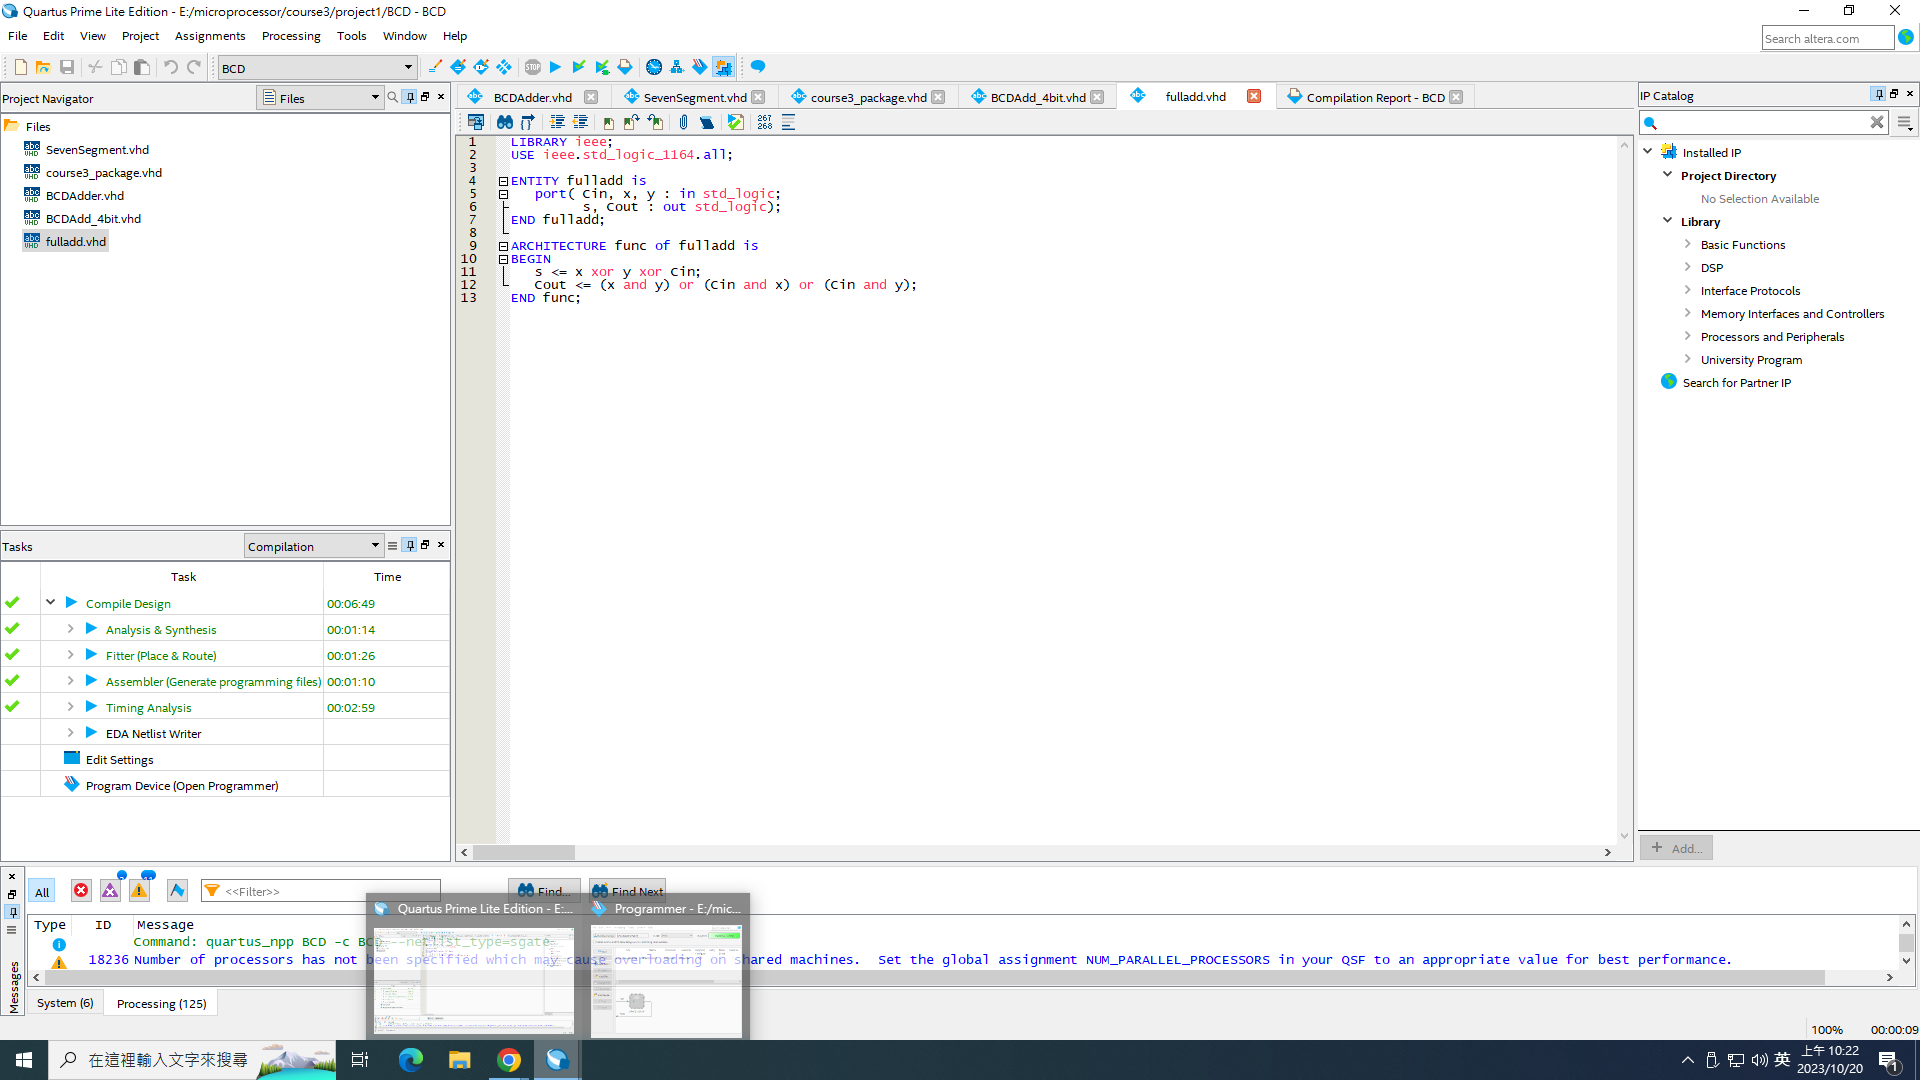 Quartus Prime Lite Edition - E:/microprocessor/course3/project1/BCD - BCD
File Edit View Project Assignments Processing Tools Window Help
Search altera.com
BCD
Project Navigator
Files
Files
SevenSegment.vhd
course3_package.vhd
BCDAdder.vhd
BCDAdd_4bit.vhd
fulladd.vhd
Tasks
Compilation
Task Time
Compile Design 00:06:49
Analysis & Synthesis 00:01:14
Fitter (Place & Route) 00:01:26
Assembler (Generate programming files) 00:01:10
Timing Analysis 00:02:59
EDA Netlist Writer
Edit Settings
Program Device (Open Programmer)
BCDAdder.vhd SevenSegment.vhd course3_package.vhd BCDAdd_4bit.vhd fulladd.vhd Compilation Report - BCD
267
268
1 LIBRARY ieee;
2 USE ieee.std_logic_1164.all;
3
4 ENTITY fulladd is
5 port( Cin, x, y : in std_logic;
6 s, Cout : out std_logic);
7 END fulladd;
8
9 ARCHITECTURE func of fulladd is
10 BEGIN
11 s <= x xor y xor Cin;
12 Cout <= (x and y) or (Cin and x) or (Cin and y);
13 END func;
IP Catalog
Installed IP
Project Directory
No Selection Available
Library
Basic Functions
DSP
Interface Protocols
Memory Interfaces and Controllers
Processors and Peripherals
University Program
Search for Partner IP
+ Add...
Messages
All
<<Filter>>
Find...
Find Next
Type ID Message
Command: quartus_npp BCD -c BCD --netlist_type=sgate
18236 Number of processors has not been specified which may cause overloading on shared machines. Set the global assignment NUM_PARALLEL_PROCESSORS in your QSF to an appropriate value for best performance.
System (6) Processing (125)
Quartus Prime Lite Edition - E:...
Programmer - E:/mic...
100% 00:00:09
在這裡輸入文字來搜尋
英
上午 10:22
2023/10/20
1